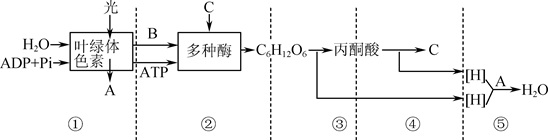 光
C
H₂O
叶绿体
色素
B
多种酶
C₆H₁₂O₆
丙酮酸
C
ADP+Pi
ATP
[H]
A
H₂O
A
[H]
① ② ③ ④ ⑤